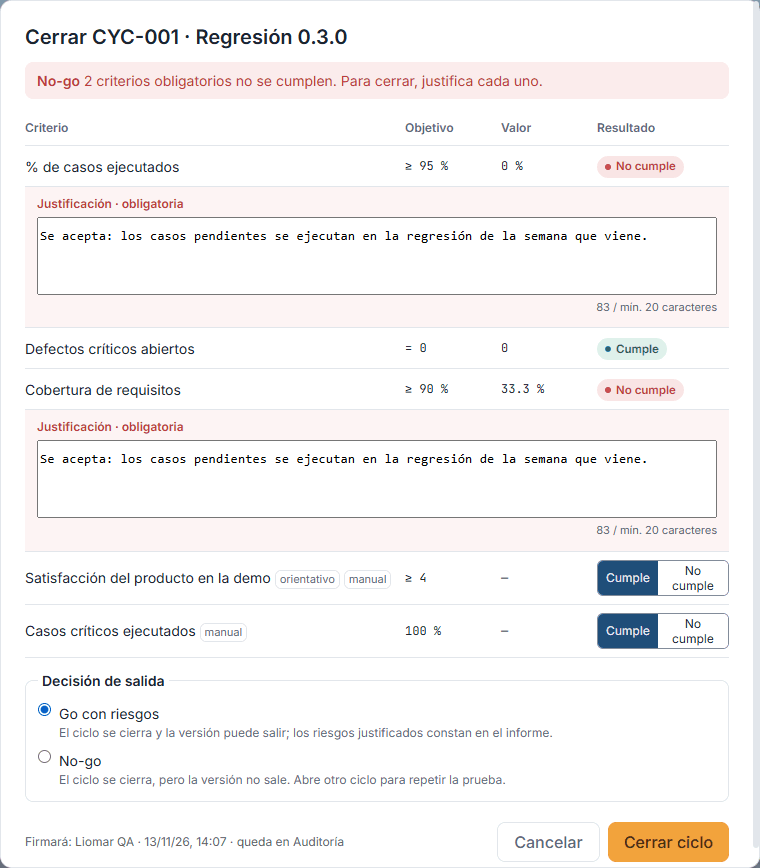 Cerrar CYC-001 · Regresión 0.3.0
No-go 2 criterios obligatorios no se cumplen. Para cerrar, justifica cada uno.
Criterio Objetivo Valor Resultado
% de casos ejecutados ≥ 95 % 0 % No cumple
Justificación · obligatoria
Se acepta: los casos pendientes se ejecutan en la regresión de la semana que viene.
83 / mín. 20 caracteres
Defectos críticos abiertos = 0 0 Cumple
Cobertura de requisitos ≥ 90 % 33.3 % No cumple
Justificación · obligatoria
Se acepta: los casos pendientes se ejecutan en la regresión de la semana que viene.
83 / mín. 20 caracteres
Satisfacción del producto en la demo orientativo manual ≥ 4 — Cumple No cumple
Casos críticos ejecutados manual 100 % — Cumple No cumple
Decisión de salida
Go con riesgos
El ciclo se cierra y la versión puede salir; los riesgos justificados constan en el informe.
No-go
El ciclo se cierra, pero la versión no sale. Abre otro ciclo para repetir la prueba.
Firmará: Liomar QA · 13/11/26, 14:07 · queda en Auditoría Cancelar Cerrar ciclo